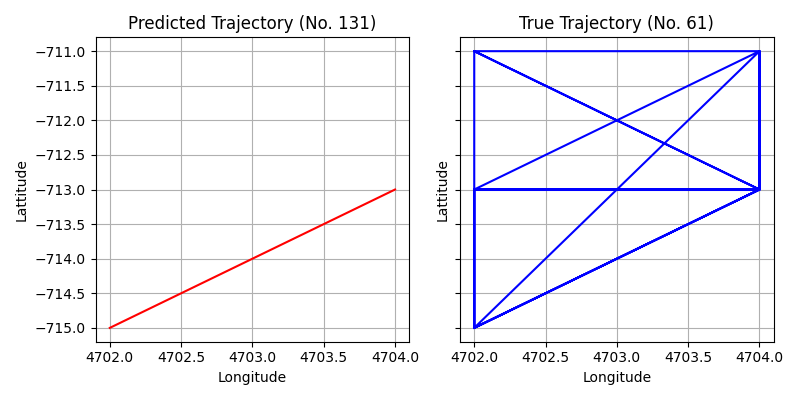 Predicted Trajectory (No. 131)
−711.0
−711.5
−712.0
−712.5
−713.0
−713.5
−714.0
−714.5
−715.0
Lattitude
4702.0 4702.5 4703.0 4703.5 4704.0
Longitude
True Trajectory (No. 61)
Lattitude
4702.0 4702.5 4703.0 4703.5 4704.0
Longitude